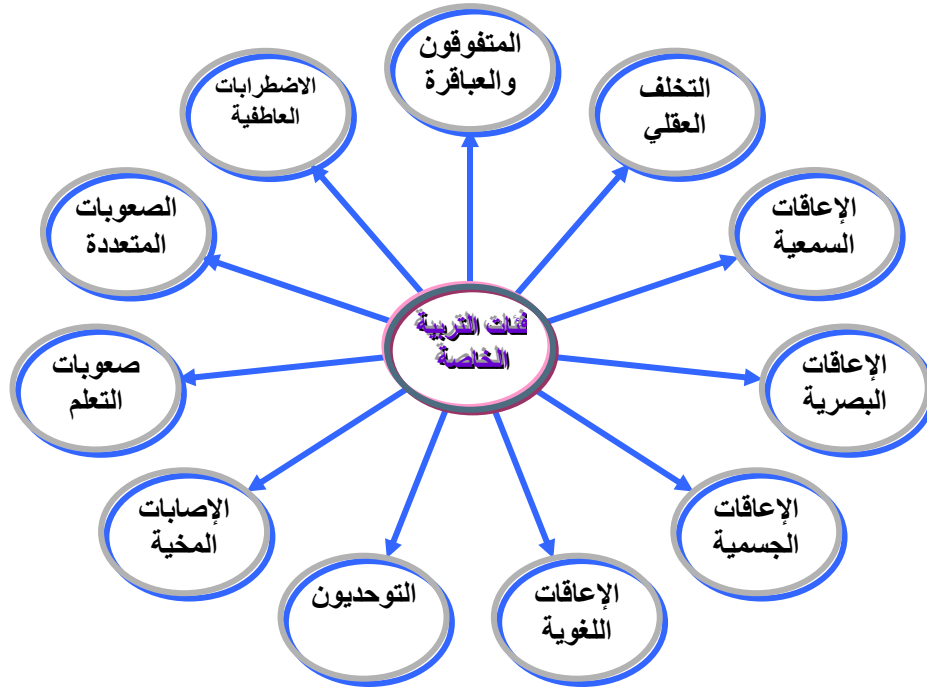 المتفوقون
والعباقرة
التخلف
العقلي
الإعاقات
السمعية
الإعاقات
البصرية
الإعاقات
الجسمية
الإعاقات
اللغوية
التوحديون
الإصابات
المخية
صعوبات
التعلم
الصعوبات
المتعددة
الاضطرابات
العاطفية
فئات التربية
الخاصة